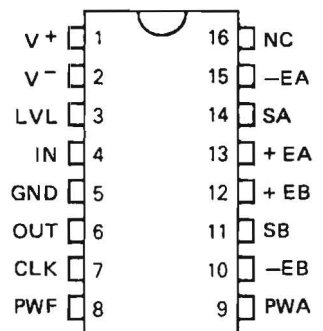 V+ 1 16 NC
V− 2 15 −EA
LVL 3 14 SA
IN 4 13 +EA
GND 5 12 +EB
OUT 6 11 SB
CLK 7 10 −EB
PWF 8 9 PWA